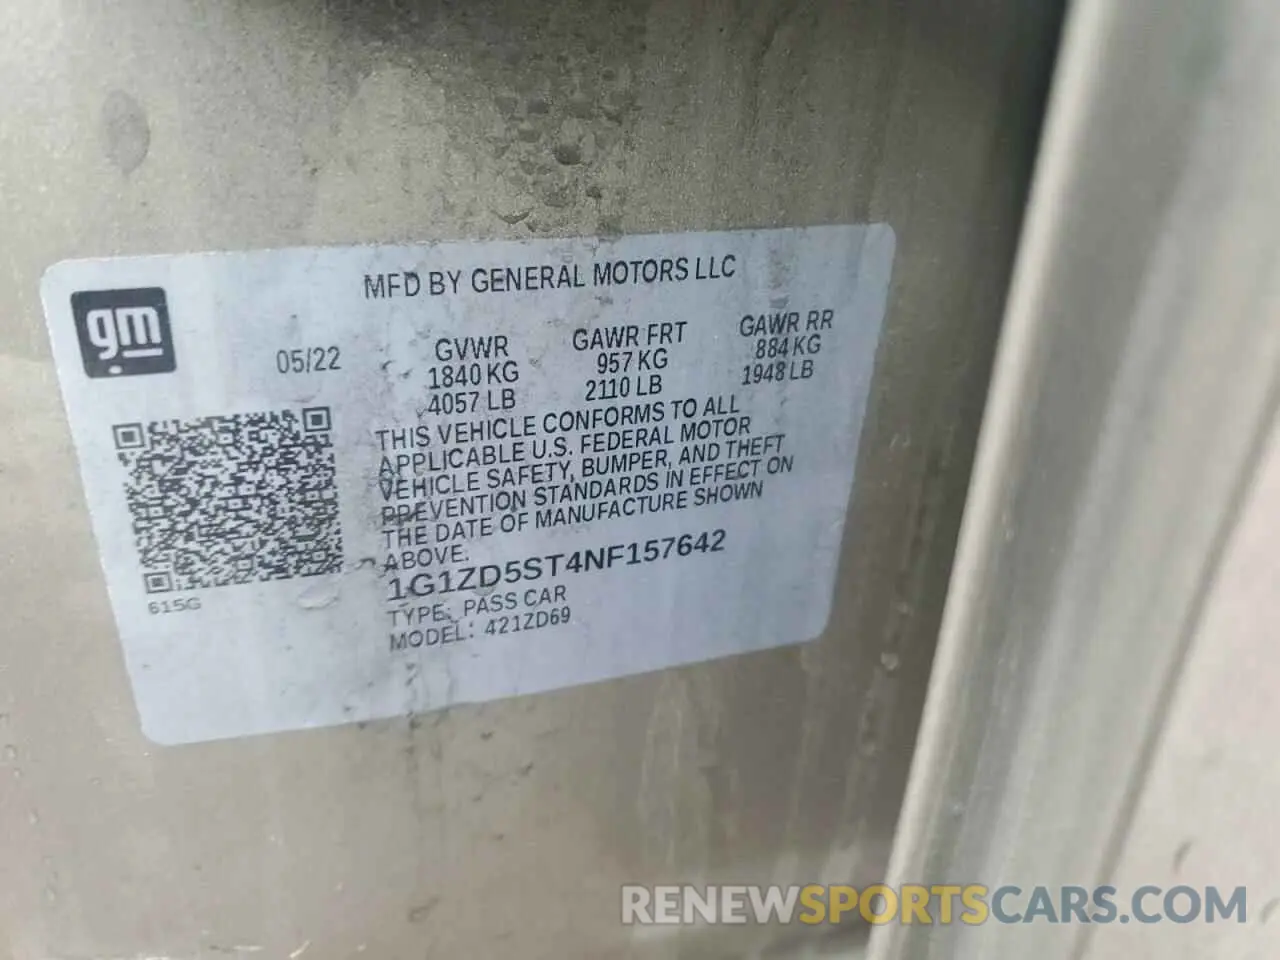 MFD BY GENERAL MOTORS LLC
gm
05/22
GVWR GAWR FRT GAWR RR
1840 KG 957 KG 884 KG
4057 LB 2110 LB 1948 LB
THIS VEHICLE CONFORMS TO ALL
APPLICABLE U.S. FEDERAL MOTOR
VEHICLE SAFETY, BUMPER, AND THEFT
PREVENTION STANDARDS IN EFFECT ON
THE DATE OF MANUFACTURE SHOWN
ABOVE.
1G1ZD5ST4NF157642
TYPE: PASS CAR
MODEL: 421ZD69
615G
RENEWSPORTSCARS.COM